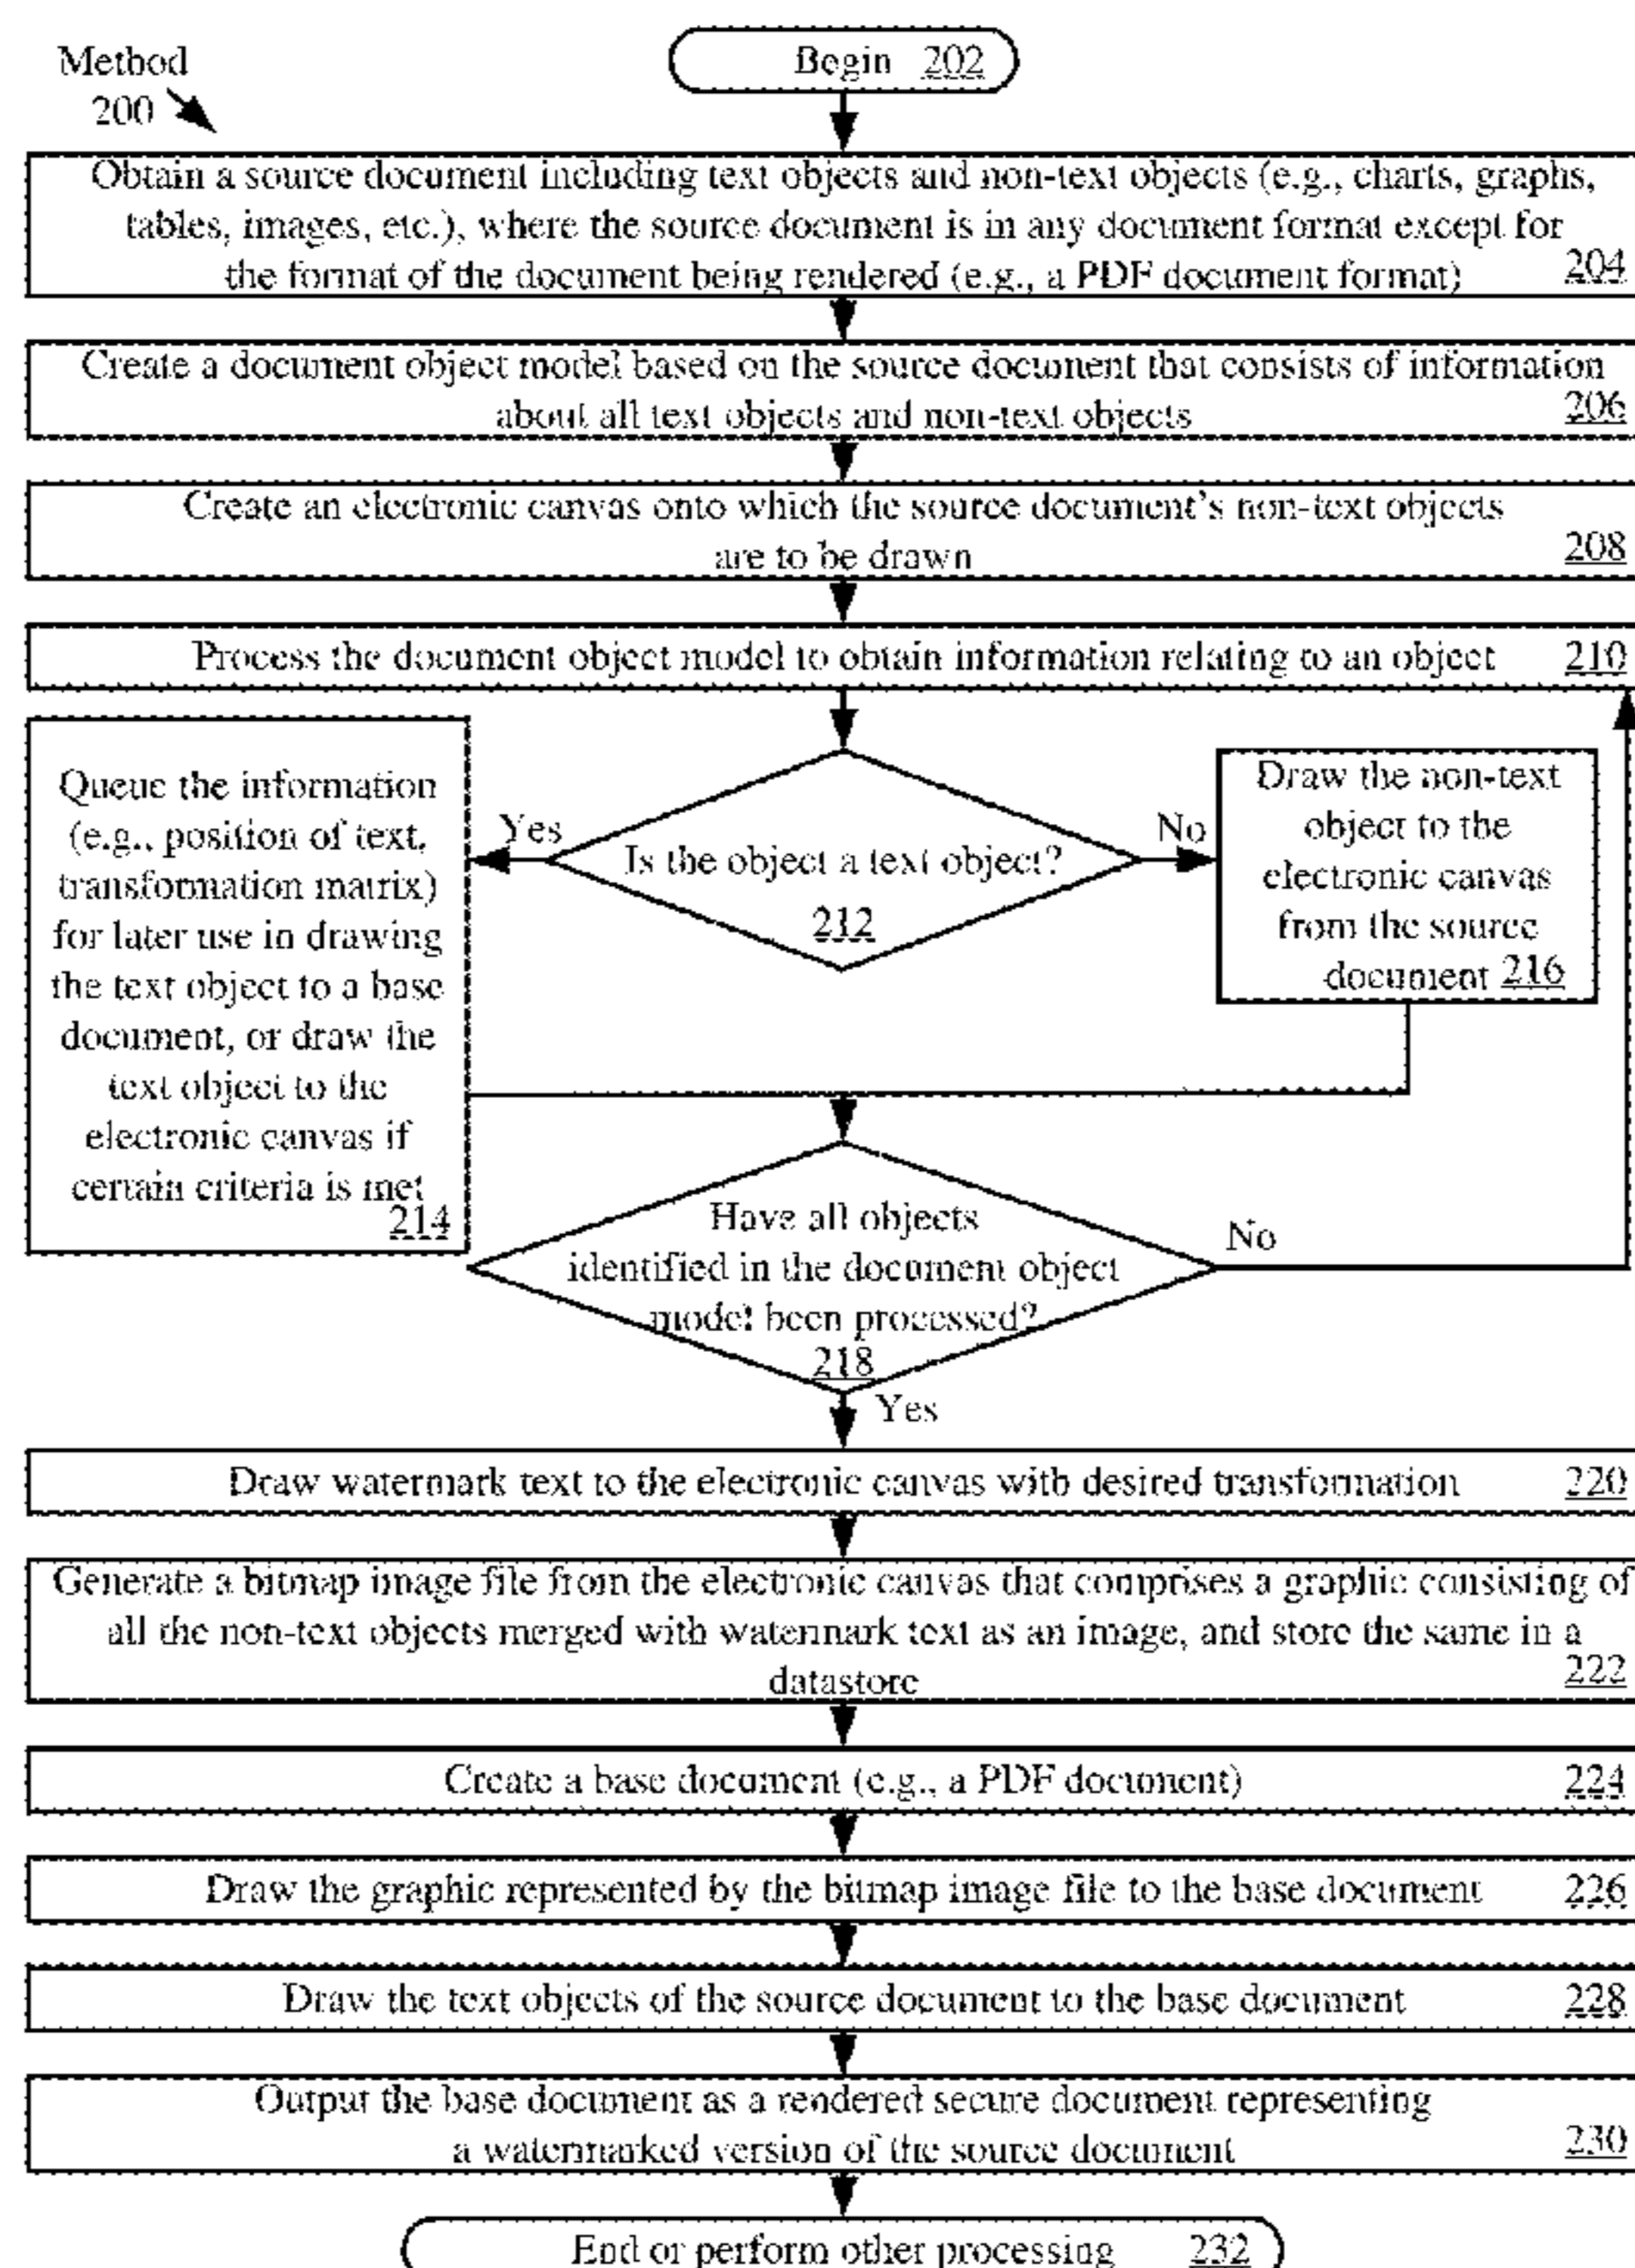 Method
200
Begin 202
Obtain a source document including text objects and non-text objects (e.g., charts, graphs,
tables, images, etc.), where the source document is in any document format except for
the format of the document being rendered (e.g., a PDF document format) 204
Create a document object model based on the source document that consists of information
about all text objects and non-text objects 206
Create an electronic canvas onto which the source document's non-text objects
are to be drawn 208
Process the document object model to obtain information relating to an object 210
Queue the information
(e.g., position of text,
transformation matrix)
for later use in drawing
the text object to a base
document, or draw the
text object to the
electronic canvas if
certain criteria is met
214
Yes
Is the object a text object?
212
No
Draw the non-text
object to the
electronic canvas
from the source
document 216
Have all objects
identified in the document object
model been processed?
218
No
Yes
Draw watermark text to the electronic canvas with desired transformation 220
Generate a bitmap image file from the electronic canvas that comprises a graphic consisting of
all the non-text objects merged with watermark text as an image, and store the same in a
datastore 222
Create a base document (e.g., a PDF document) 224
Draw the graphic represented by the bitmap image file to the base document 226
Draw the text objects of the source document to the base document 228
Output the base document as a rendered secure document representing
a watermarked version of the source document 230
End or perform other processing 232